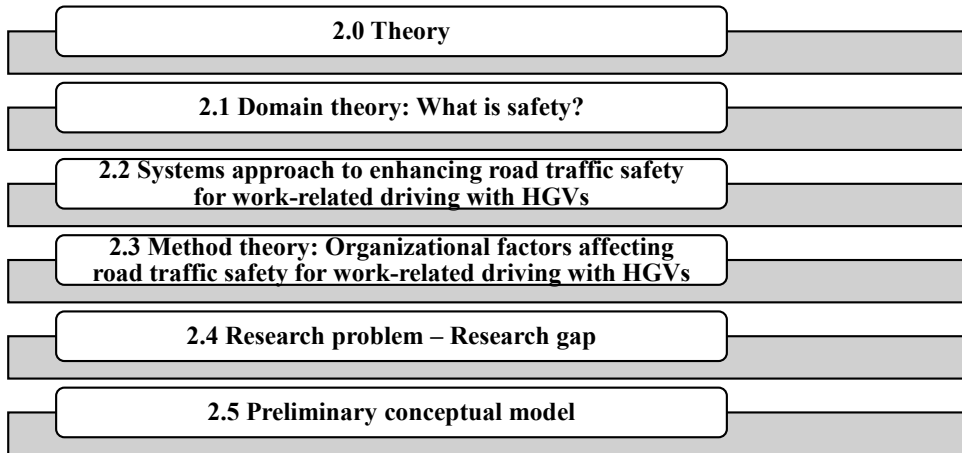 2.0 Theory
2.1 Domain theory: What is safety?
2.2 Systems approach to enhancing road traffic safety
for work-related driving with HGVs
2.3 Method theory: Organizational factors affecting
road traffic safety for work-related driving with HGVs
2.4 Research problem – Research gap
2.5 Preliminary conceptual model